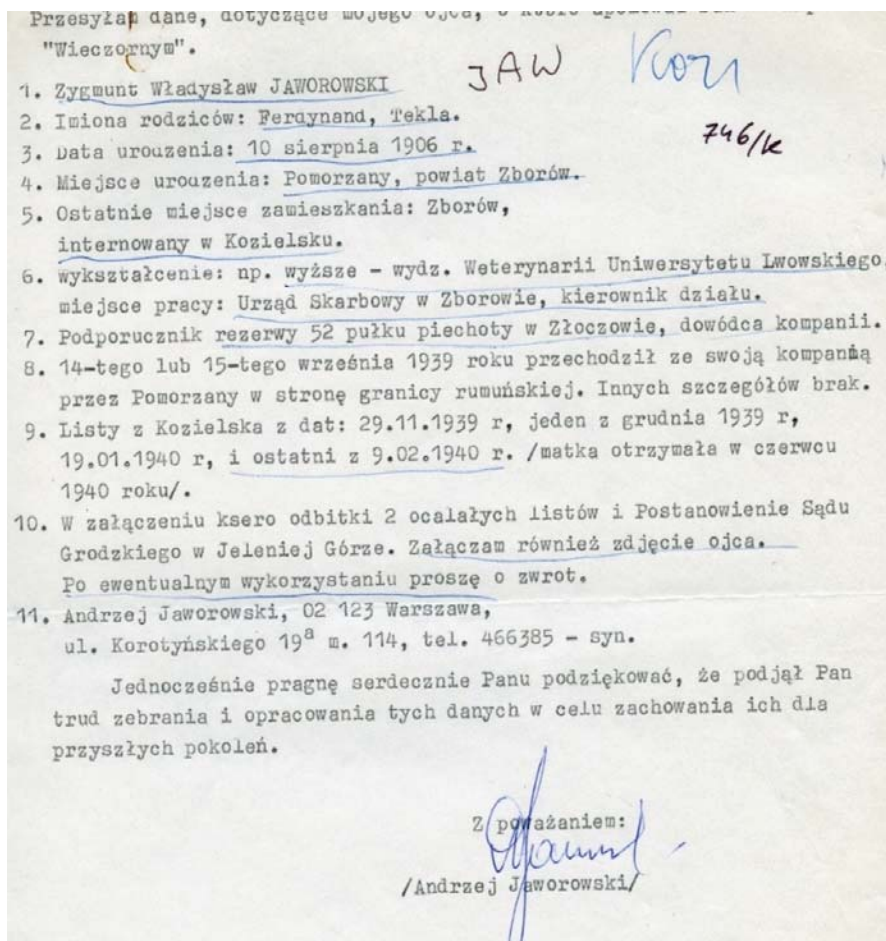 Przesyłam dane, dotyczące mojego ojca, o
"Wieczornym".
JAW Kozi
746/k
1. Zygmunt Władysław JAWOROWSKI
2. Imiona rodziców: Ferdynand, Tekla.
3. Data urodzenia: 10 sierpnia 1906 r.
4. Miejsce urodzenia: Pomorzany, powiat Zborów.
5. Ostatnie miejsce zamieszkania: Zborów,
internowany w Kozielsku.
6. wykształcenie: np. wyższe - wydz. Weterynarii Uniwersytetu Lwowskiego,
miejsce pracy: Urząd Skarbowy w Zborowie, kierownik działu.
7. Podporucznik rezerwy 52 pułku piechoty w Złoczowie, dowódca kompanii.
8. 14-tego lub 15-tego września 1939 roku przechodził ze swoją kompanią
przez Pomorzany w stronę granicy rumuńskiej. Innych szczegółów brak.
9. Listy z Kozielska z dat: 29.11.1939 r, jeden z grudnia 1939 r,
19.01.1940 r, i ostatni z 9.02.1940 r. /matka otrzymała w czerwcu
1940 roku/.
10. W załączeniu ksero odbitki 2 ocalałych listów i Postanowienie Sądu
Grodzkiego w Jeleniej Górze. Załączam również zdjęcie ojca.
Po ewentualnym wykorzystaniu proszę o zwrot.
11. Andrzej Jaworowski, 02 123 Warszawa,
ul. Korotyńskiego 19a m. 114, tel. 466385 - syn.
Jednocześnie pragnę serdecznie Panu podziękować, że podjął Pan
trud zebrania i opracowania tych danych w celu zachowania ich dla
przyszłych pokoleń.
Z poważaniem:
/Andrzej Jaworowski/